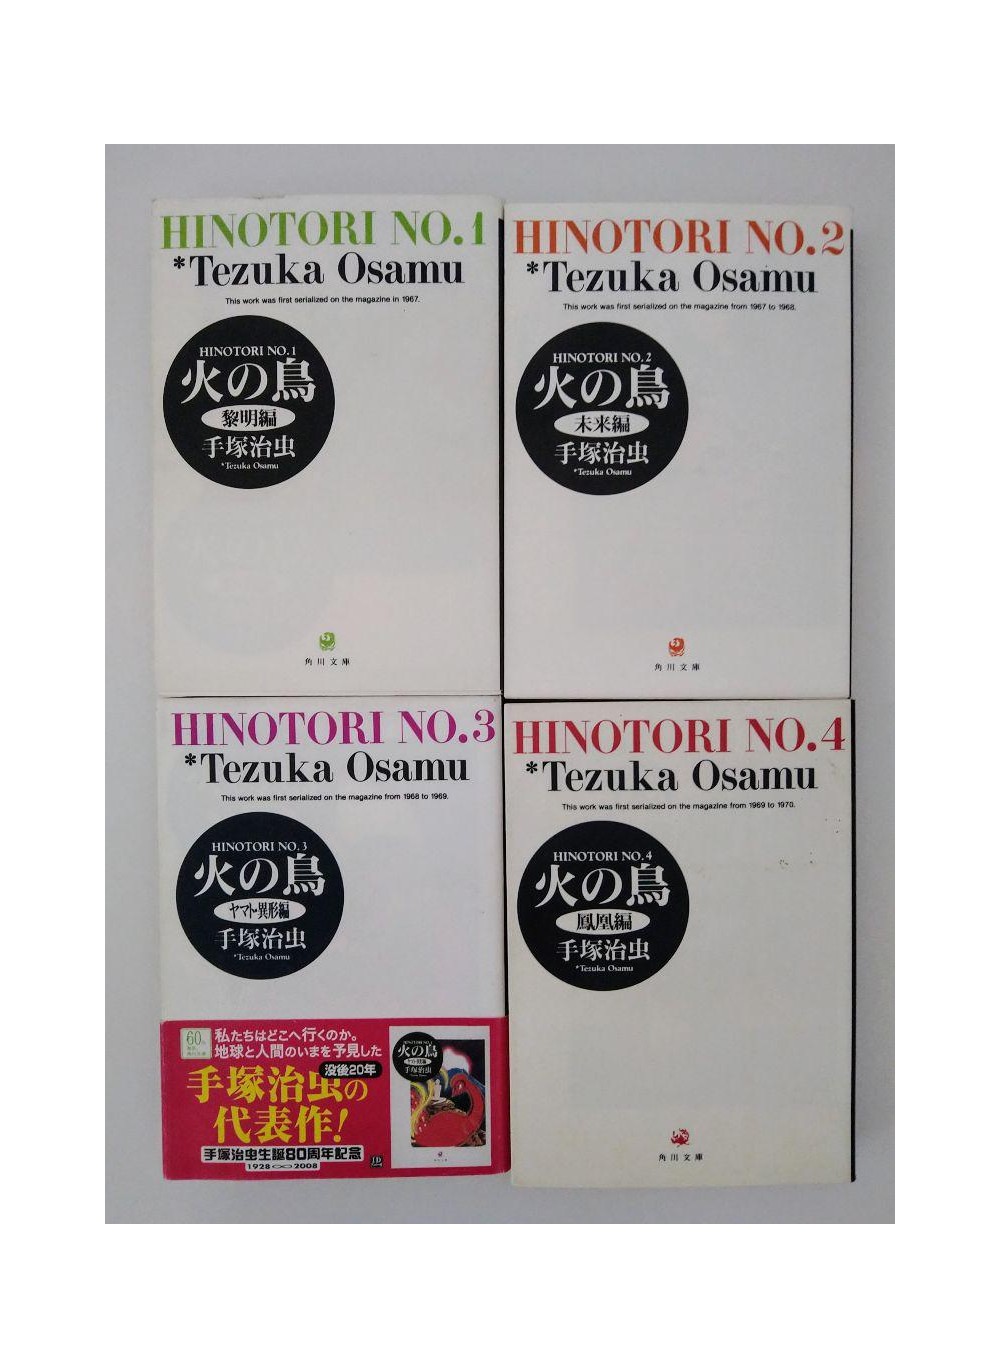 HINOTORI NO.1
*Tezuka Osamu
This work was first serialized on the magazine in 1967.
HINOTORI NO.1
火の鳥
黎明編
手塚治虫
*Tezuka Osamu
角川文庫
HINOTORI NO.2
*Tezuka Osamu
This work was first serialized on the magazine from 1967 to 1968.
HINOTORI NO.2
火の鳥
未来編
手塚治虫
*Tezuka Osamu
角川文庫
HINOTORI NO.3
*Tezuka Osamu
This work was first serialized on the magazine from 1968 to 1969.
HINOTORI NO.3
火の鳥
ヤマト・異形編
手塚治虫
*Tezuka Osamu
60
私たちはどこへ行くのか。
地球と人間のいまを予見した
没後20年
手塚治虫の
代表作!
手塚治虫生誕80周年記念
1928∞2008
火の鳥
手塚治虫
HINOTORI NO.4
*Tezuka Osamu
This work was first serialized on the magazine from 1969 to 1970.
HINOTORI NO.4
火の鳥
鳳凰編
手塚治虫
*Tezuka Osamu
角川文庫